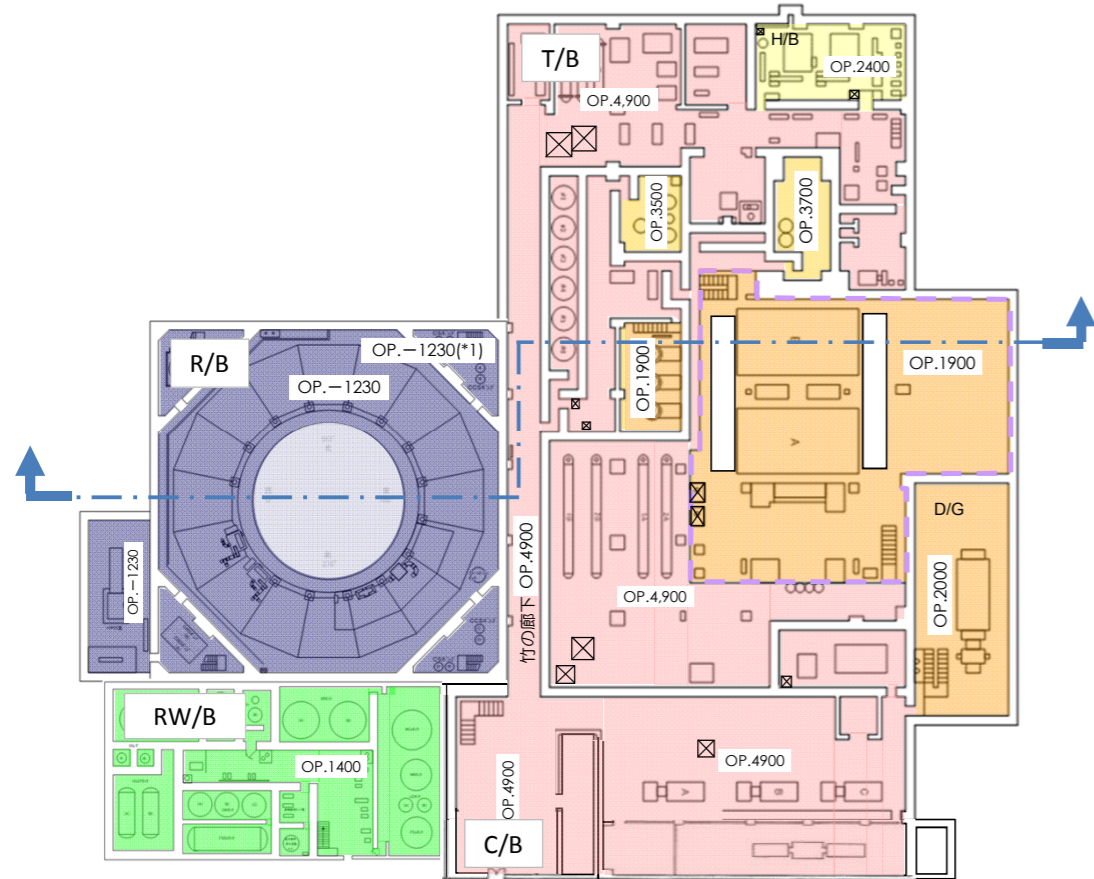 T/B
OP.4,900
H/B
OP.2400
OP.3500
OP.3700
R/B
OP.－1230(*1)
OP.－1230
OP.1900
OP.1900
A
D/G
OP.－1230
竹の廊下 OP.4900
OP.4,900
OP.2000
RW/B
OP.1400
OP.4900
OP.4900
A
B
C
C/B